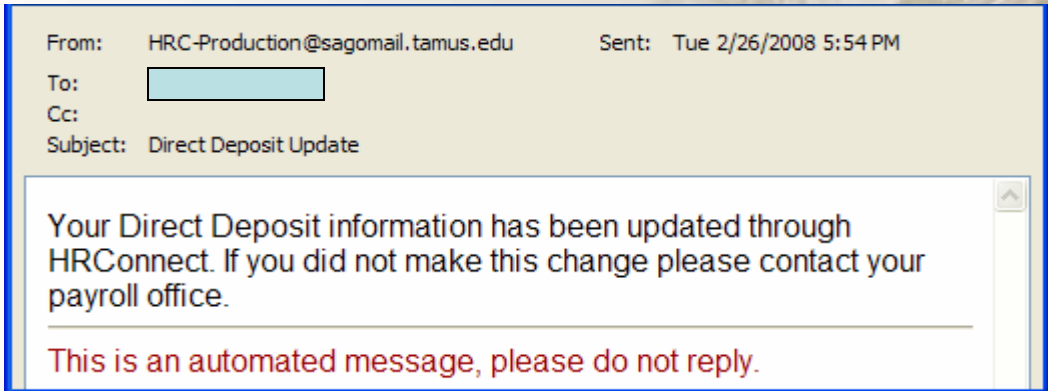 From: HRC-Production@sagomail.tamus.edu Sent: Tue 2/26/2008 5:54 PM
To:
Cc:
Subject: Direct Deposit Update
Your Direct Deposit information has been updated through
HRConnect. If you did not make this change please contact your
payroll office.
This is an automated message, please do not reply.